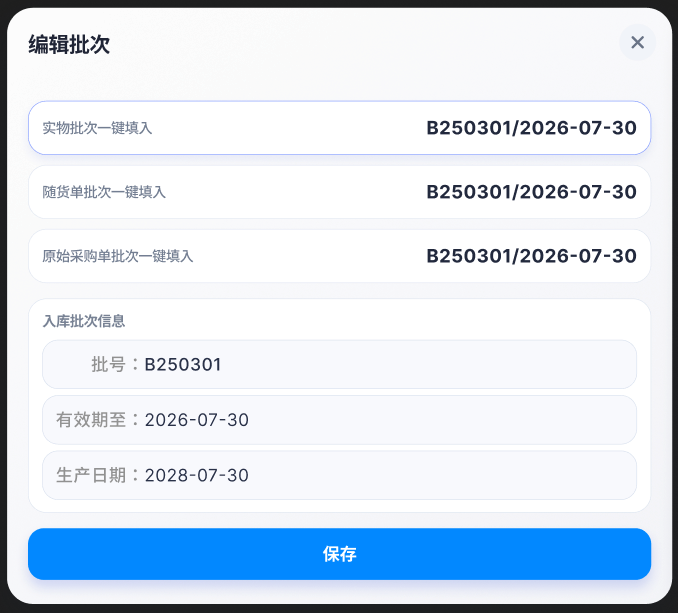 编辑批次
实物批次一键填入 B250301/2026-07-30
随货单批次一键填入 B250301/2026-07-30
原始采购单批次一键填入 B250301/2026-07-30
入库批次信息
批号：B250301
有效期至：2026-07-30
生产日期：2028-07-30
保存